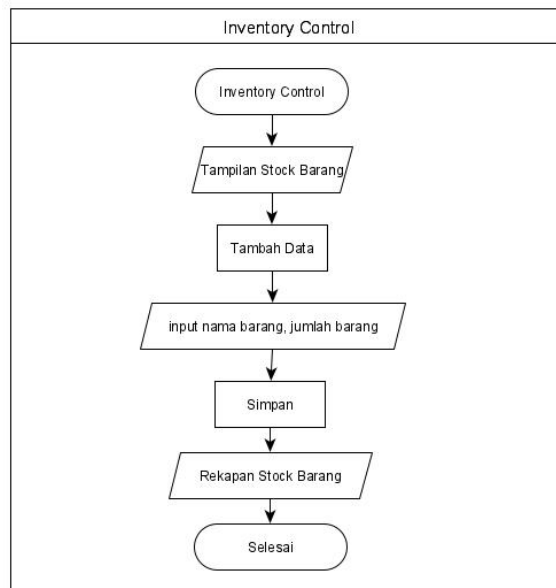 Inventory Control
Inventory Control
Tampilan Stock Barang
Tambah Data
input nama barang, jumlah barang
Simpan
Rekapan Stock Barang
Selesai